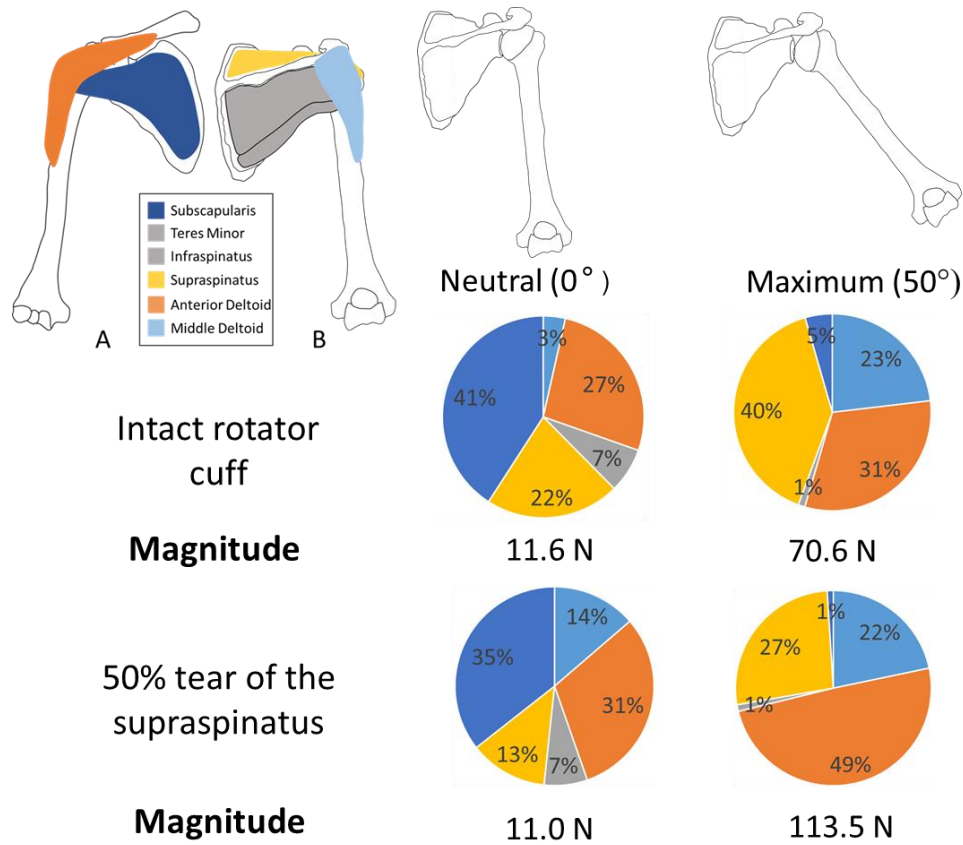 Subscapularis
Teres Minor
Infraspinatus
Supraspinatus
Anterior Deltoid
Middle Deltoid
A
B
Neutral (0°)
Maximum (50°)
Intact rotator
cuff
3%
27%
7%
22%
41%
23%
31%
1%
40%
5%
Magnitude
11.6 N
70.6 N
50% tear of the
supraspinatus
14%
31%
7%
13%
35%
22%
49%
1%
27%
1%
Magnitude
11.0 N
113.5 N